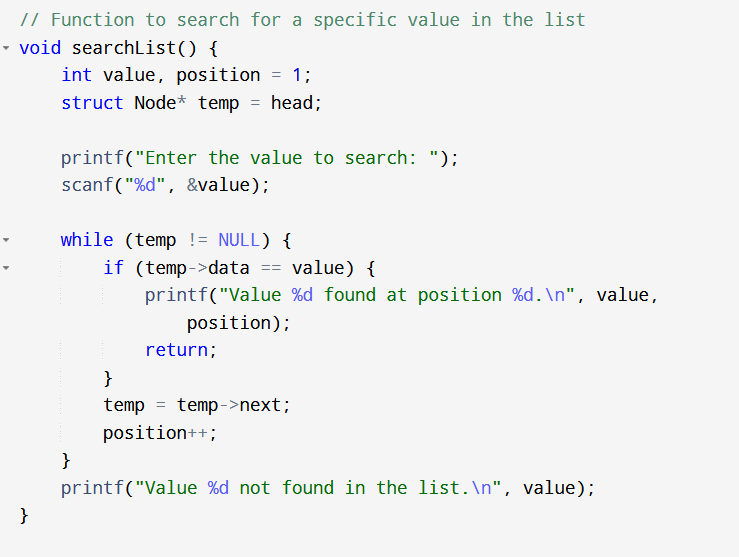 // Function to search for a specific value in the list
void searchList() {
    int value, position = 1;
    struct Node* temp = head;

    printf("Enter the value to search: ");
    scanf("%d", &value);

    while (temp != NULL) {
        if (temp->data == value) {
            printf("Value %d found at position %d.\n", value,
                position);
            return;
        }
        temp = temp->next;
        position++;
    }
    printf("Value %d not found in the list.\n", value);
}